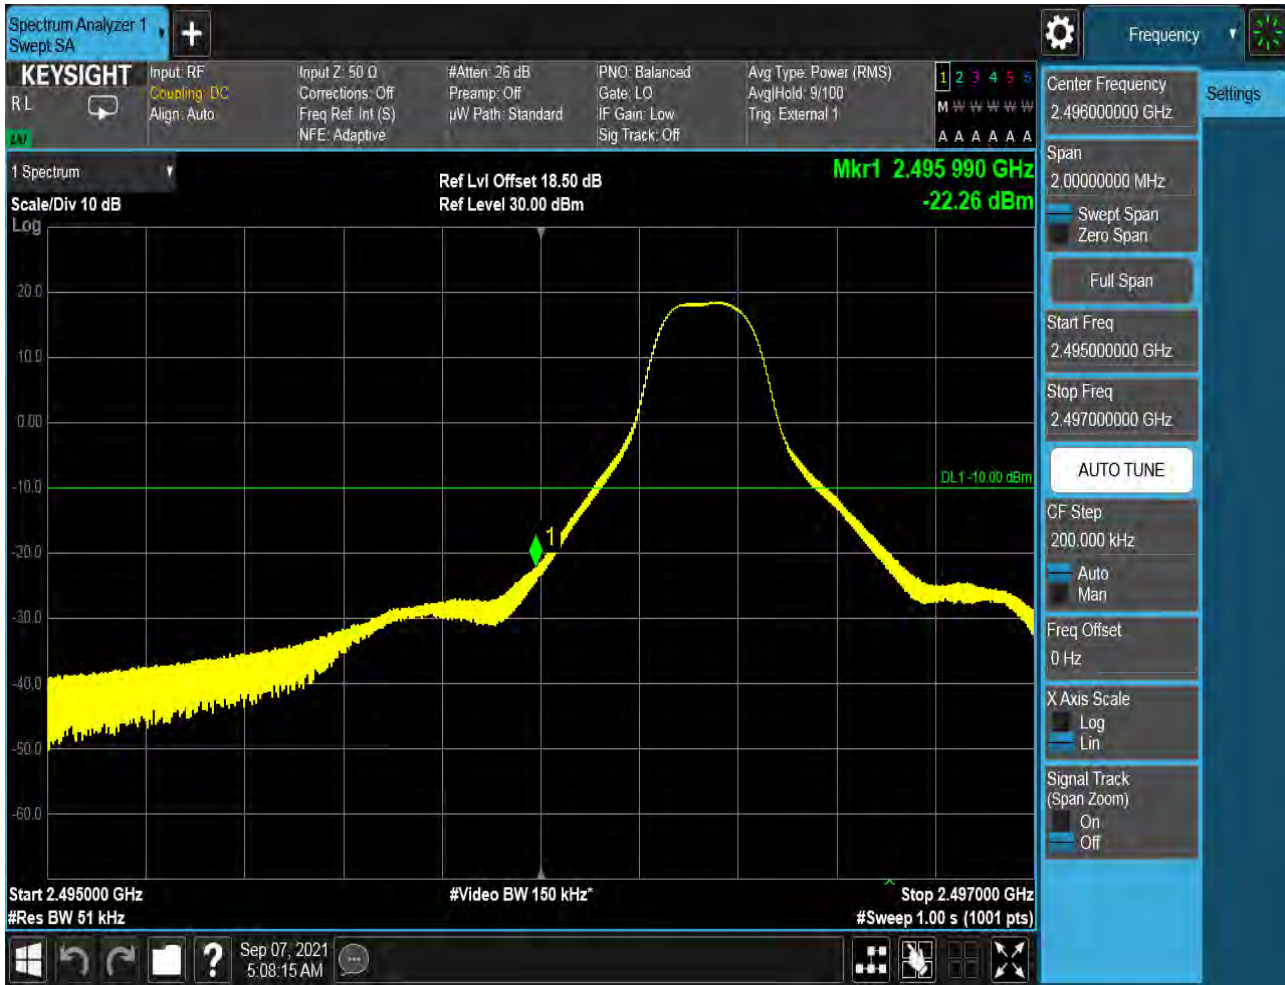 Spectrum Analyzer 1
Swept SA
+
Frequency
KEYSIGHT
R L
LXI
Input: RF
Coupling: DC
Align: Auto
Input Z: 50 Ω
Corrections: Off
Freq Ref: Int (S)
NFE: Adaptive
#Atten: 26 dB
Preamp: Off
µW Path: Standard
PNO: Balanced
Gate: LO
IF Gain: Low
Sig Track: Off
Avg Type: Power (RMS)
Avg|Hold: 9/100
Trig: External 1
1 2 3 4 5 6
M W W W W W
A A A A A A
1 Spectrum
Scale/Div 10 dB
Log
Ref Lvl Offset 18.50 dB
Ref Level 30.00 dBm
Mkr1 2.495 990 GHz
-22.26 dBm
20.0
10.0
0.00
-10.0
-20.0
-30.0
-40.0
-50.0
-60.0
DL1 -10.00 dBm
1
Start 2.495000 GHz
#Res BW 51 kHz
#Video BW 150 kHz*
Stop 2.497000 GHz
#Sweep 1.00 s (1001 pts)
Center Frequency
2.496000000 GHz
Span
2.00000000 MHz
Swept Span
Zero Span
Full Span
Start Freq
2.495000000 GHz
Stop Freq
2.497000000 GHz
AUTO TUNE
CF Step
200.000 kHz
Auto
Man
Freq Offset
0 Hz
X Axis Scale
Log
Lin
Signal Track
(Span Zoom)
On
Off
Settings
?
Sep 07, 2021
5:08:15 AM